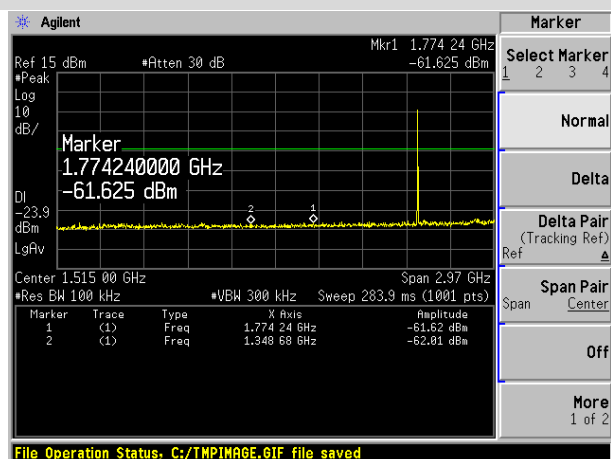 Agilent
Marker
Mkr1 1.774 24 GHz
Ref 15 dBm #Atten 30 dB -61.625 dBm
#Peak
Log
10
dB/
Marker
1.774240000 GHz
-61.625 dBm
DI
-23.9
dBm
LgAv
2 1
Center 1.515 00 GHz Span 2.97 GHz
#Res BW 100 kHz #VBW 300 kHz Sweep 283.9 ms (1001 pts)
Marker Trace Type X Axis Amplitude
1 (1) Freq 1.774 24 GHz -61.62 dBm
2 (1) Freq 1.348 68 GHz -62.01 dBm
File Operation Status, C:/TMPIMAGE.GIF file saved
Select Marker
1 2 3 4
Normal
Delta
Delta Pair
(Tracking Ref)
Ref Δ
Span Pair
Span Center
Off
More
1 of 2